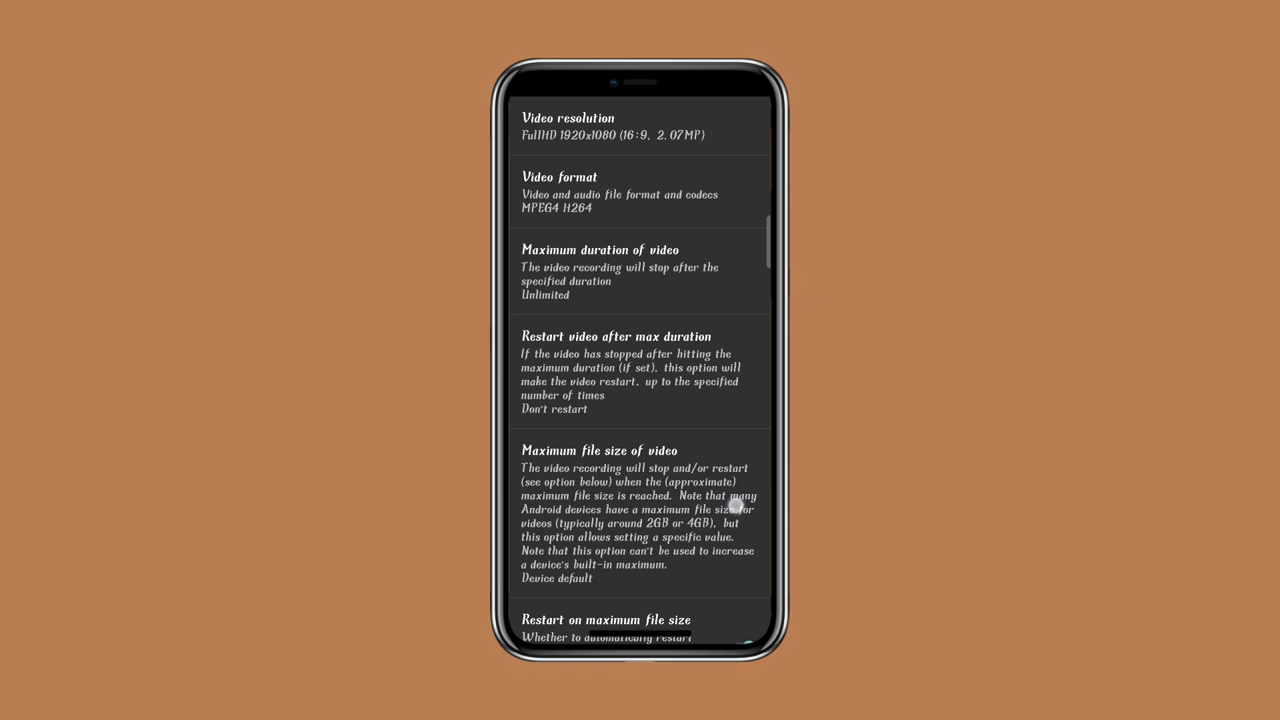 Video resolution
FullHD 1920x1080 (16:9, 2.07MP)
Video format
Video and audio file format and codecs
MPEG4 H264
Maximum duration of video
The video recording will stop after the
specified duration
Unlimited
Restart video after max duration
If the video has stopped after hitting the
maximum duration (if set), this option will
make the video restart, up to the specified
number of times
Don't restart
Maximum file size of video
The video recording will stop and/or restart
(see option below) when the (approximate)
maximum file size is reached. Note that many
Android devices have a maximum file size for
videos (typically around 2GB or 4GB), but
this option allows setting a specific value.
Note that this option can't be used to increase
a device's built-in maximum.
Device default
Restart on maximum file size
Whether to automatically restart